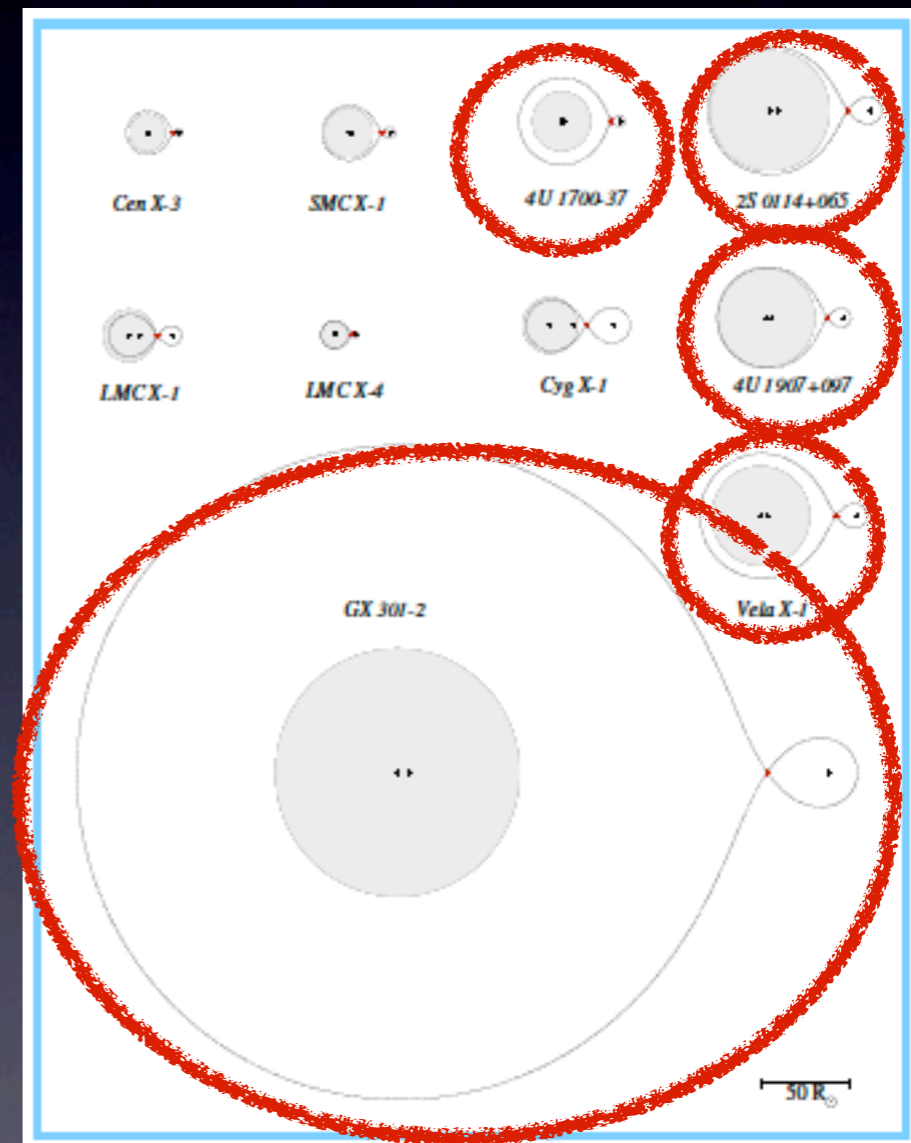 Cen X-3
SMC X-1
4U 1700-37
2S 0114+065
LMC X-1
LMC X-4
Cyg X-1
4U 1907+097
GX 301-2
Vela X-1
50 R☉